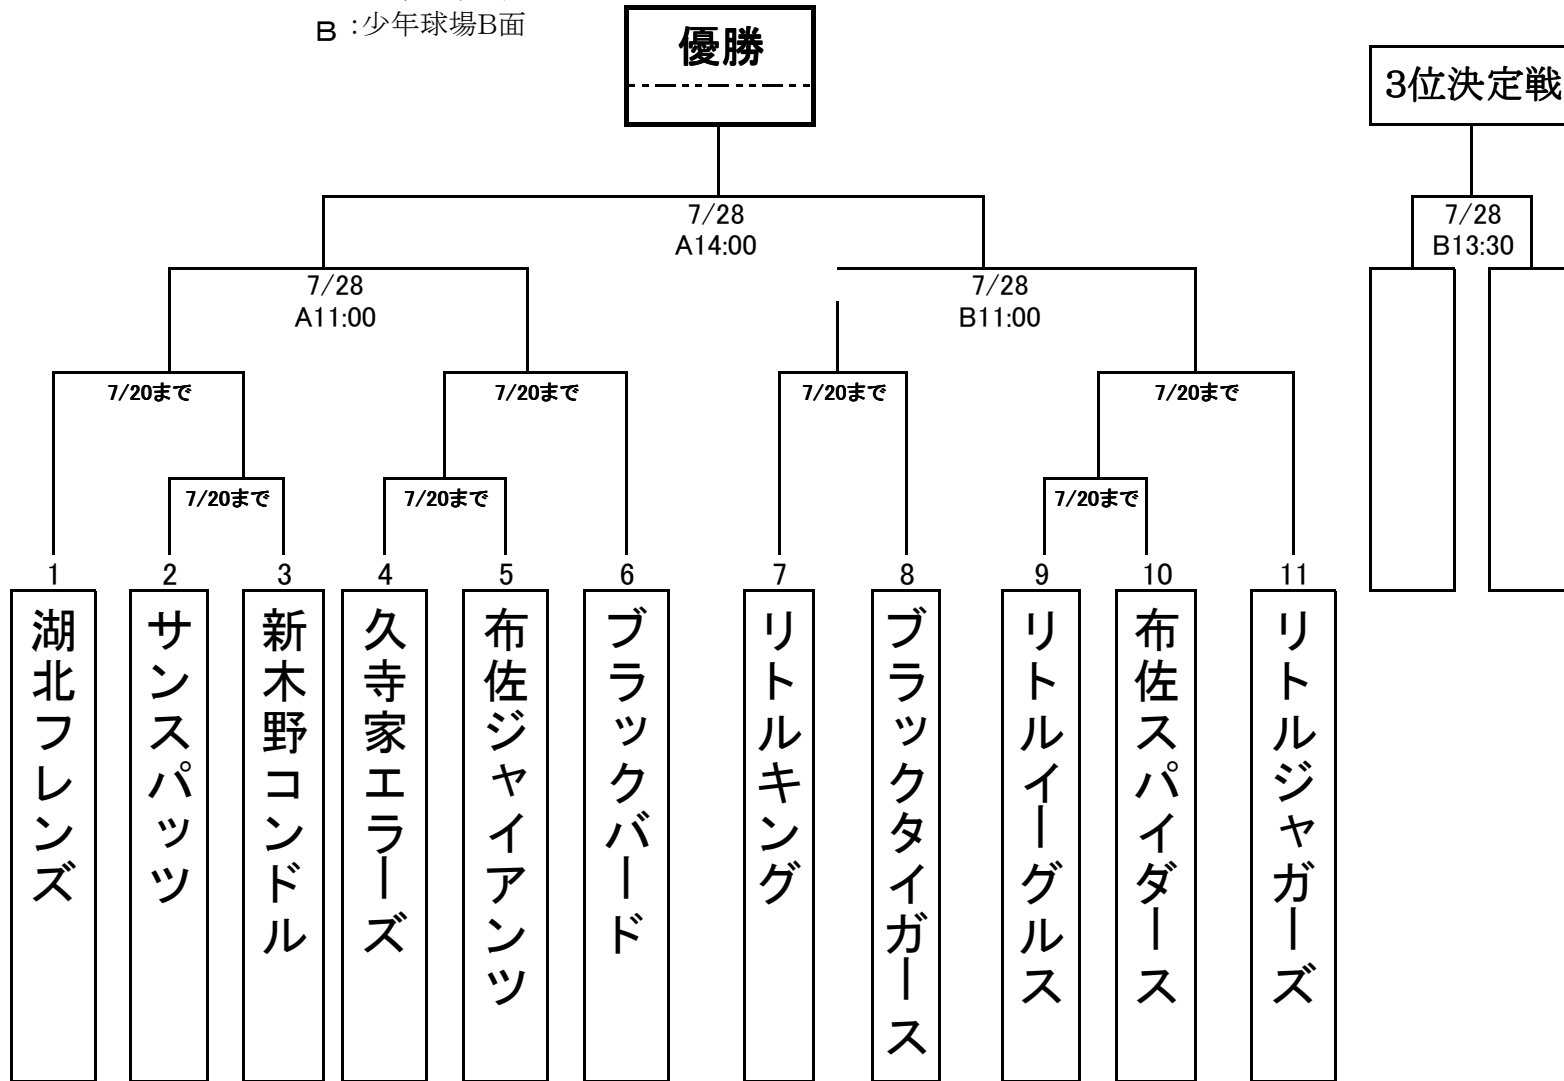 B :少年球場B面
優勝
3位決定戦
7/28
A14:00
7/28
B13:30
7/28
A11:00
7/28
B11:00
7/20まで
7/20まで
7/20まで
7/20まで
7/20まで
7/20まで
7/20まで
1
2
3
4
5
6
7
8
9
10
11
湖北フレンズ
サンスパッツ
新木野コンドル
久寺家エラーズ
布佐ジャイアンツ
ブラックバード
リトルキング
ブラックタイガース
リトルイーグルス
布佐スパイダース
リトルジャガーズ